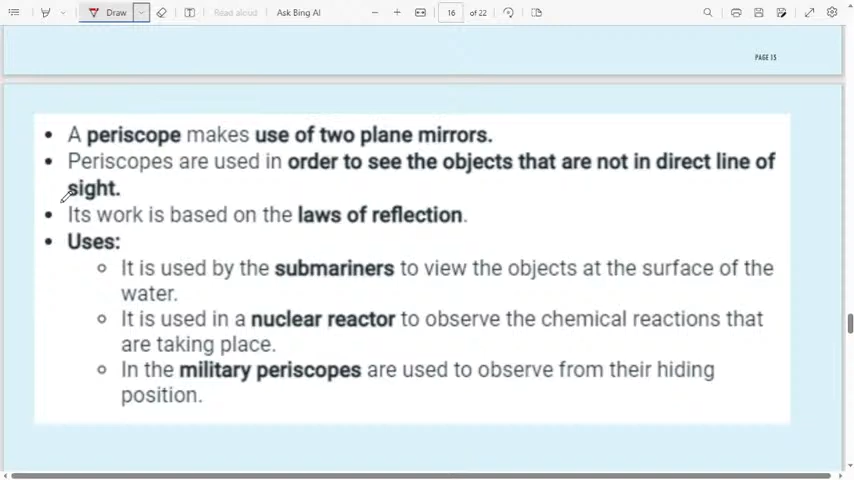 Draw
Read aloud
Ask Bing AI
16
of 22
PAGE 15
• A periscope makes use of two plane mirrors.
• Periscopes are used in order to see the objects that are not in direct line of
sight.
• Its work is based on the laws of reflection.
• Uses:
○ It is used by the submariners to view the objects at the surface of the
water.
○ It is used in a nuclear reactor to observe the chemical reactions that
are taking place.
○ In the military periscopes are used to observe from their hiding
position.